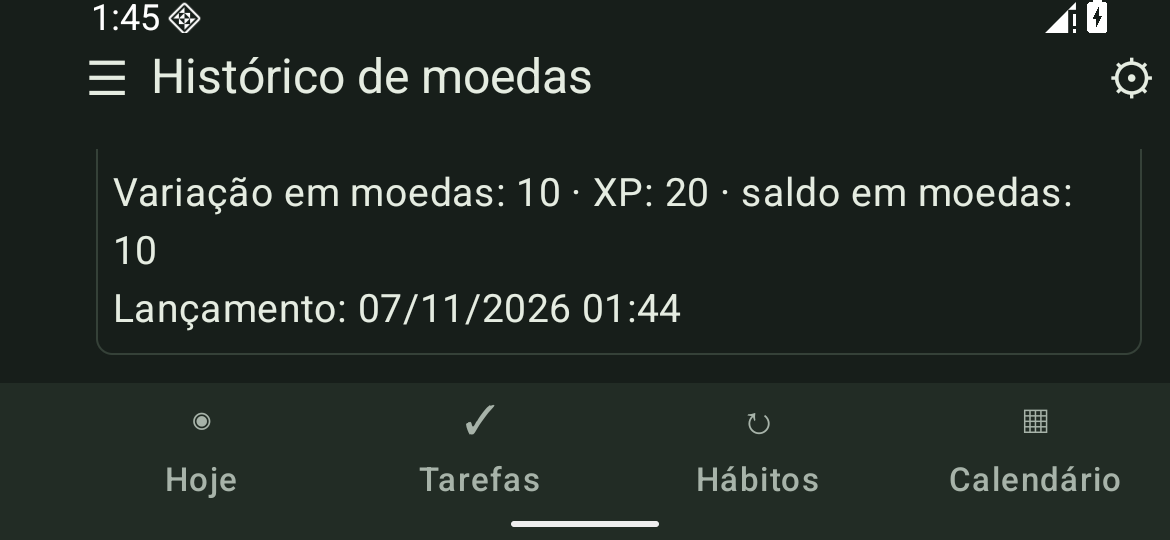 1:45
Histórico de moedas
Variação em moedas: 10 · XP: 20 · saldo em moedas:
10
Lançamento: 07/11/2026 01:44
Hoje
Tarefas
Hábitos
Calendário